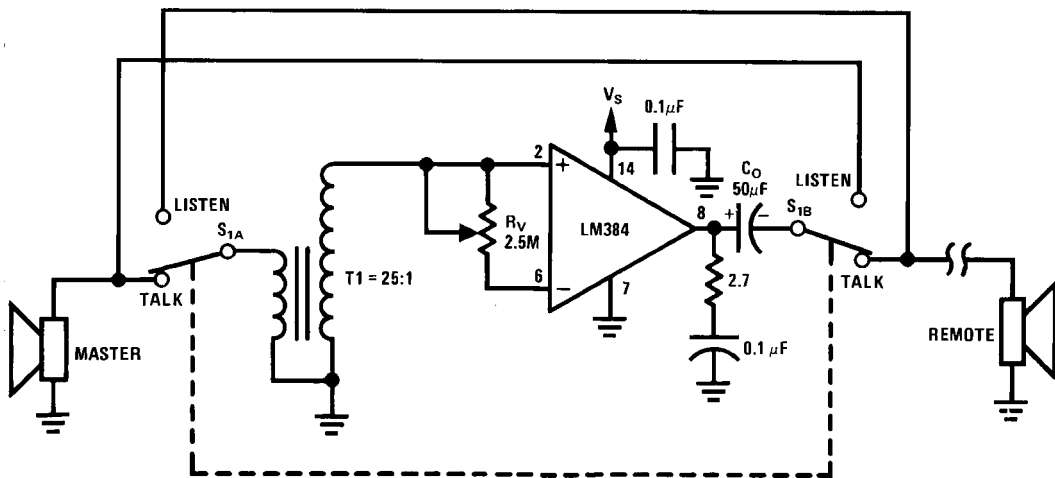 LISTEN
S1A
TALK
MASTER
T1 = 25:1
RV
2.5M
2
+
6
−
LM384
VS
14
0.1μF
7
8
CO
50μF
+
−
2.7
0.1 μF
S1B
LISTEN
TALK
REMOTE